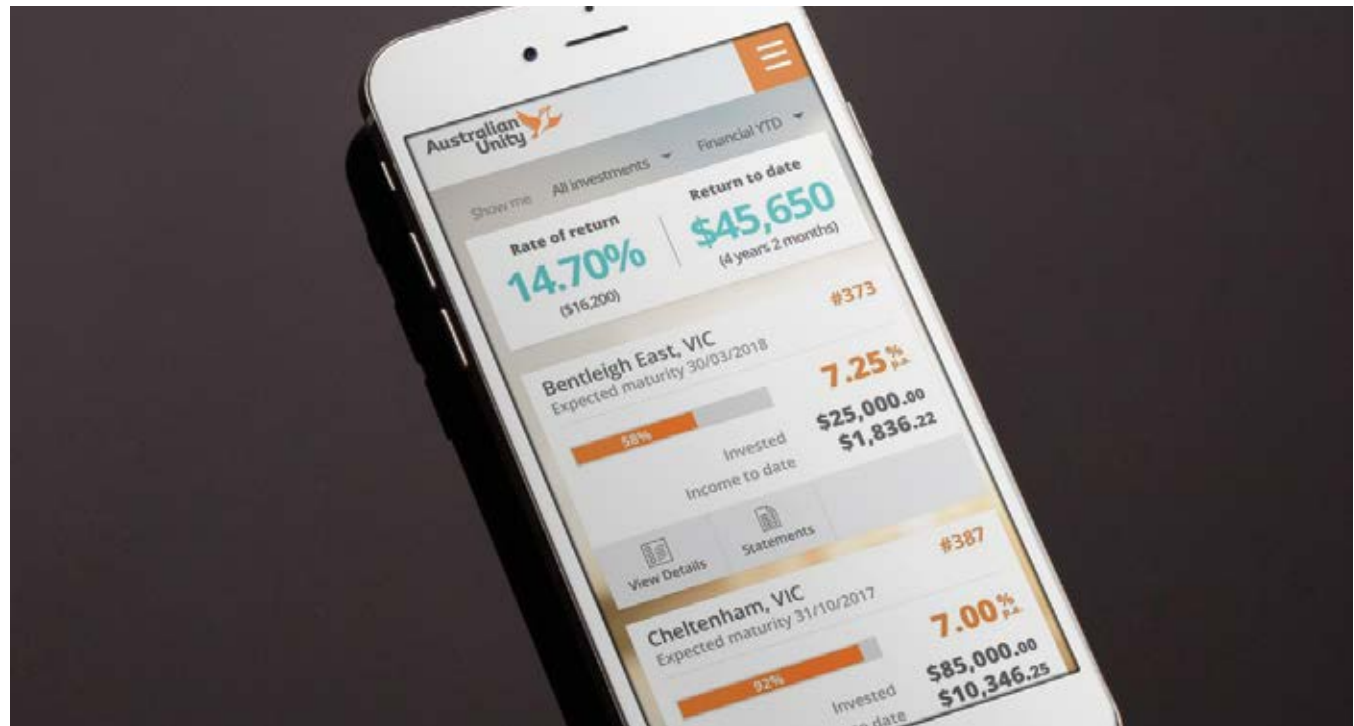 Australian
Unity
Show me All investments Financial YTD
Rate of return
14.70%
($16,200)
Return to date
$45,650
(4 years 2 months)
Bentleigh East, VIC
Expected maturity 30/03/2018
#373
58%
7.25% p.a.
Invested $25,000.00
Income to date $1,836.22
View Details
Statements
Cheltenham, VIC
Expected maturity 31/10/2017
#387
92%
7.00% p.a.
Invested $85,000.00
date $10,346.25